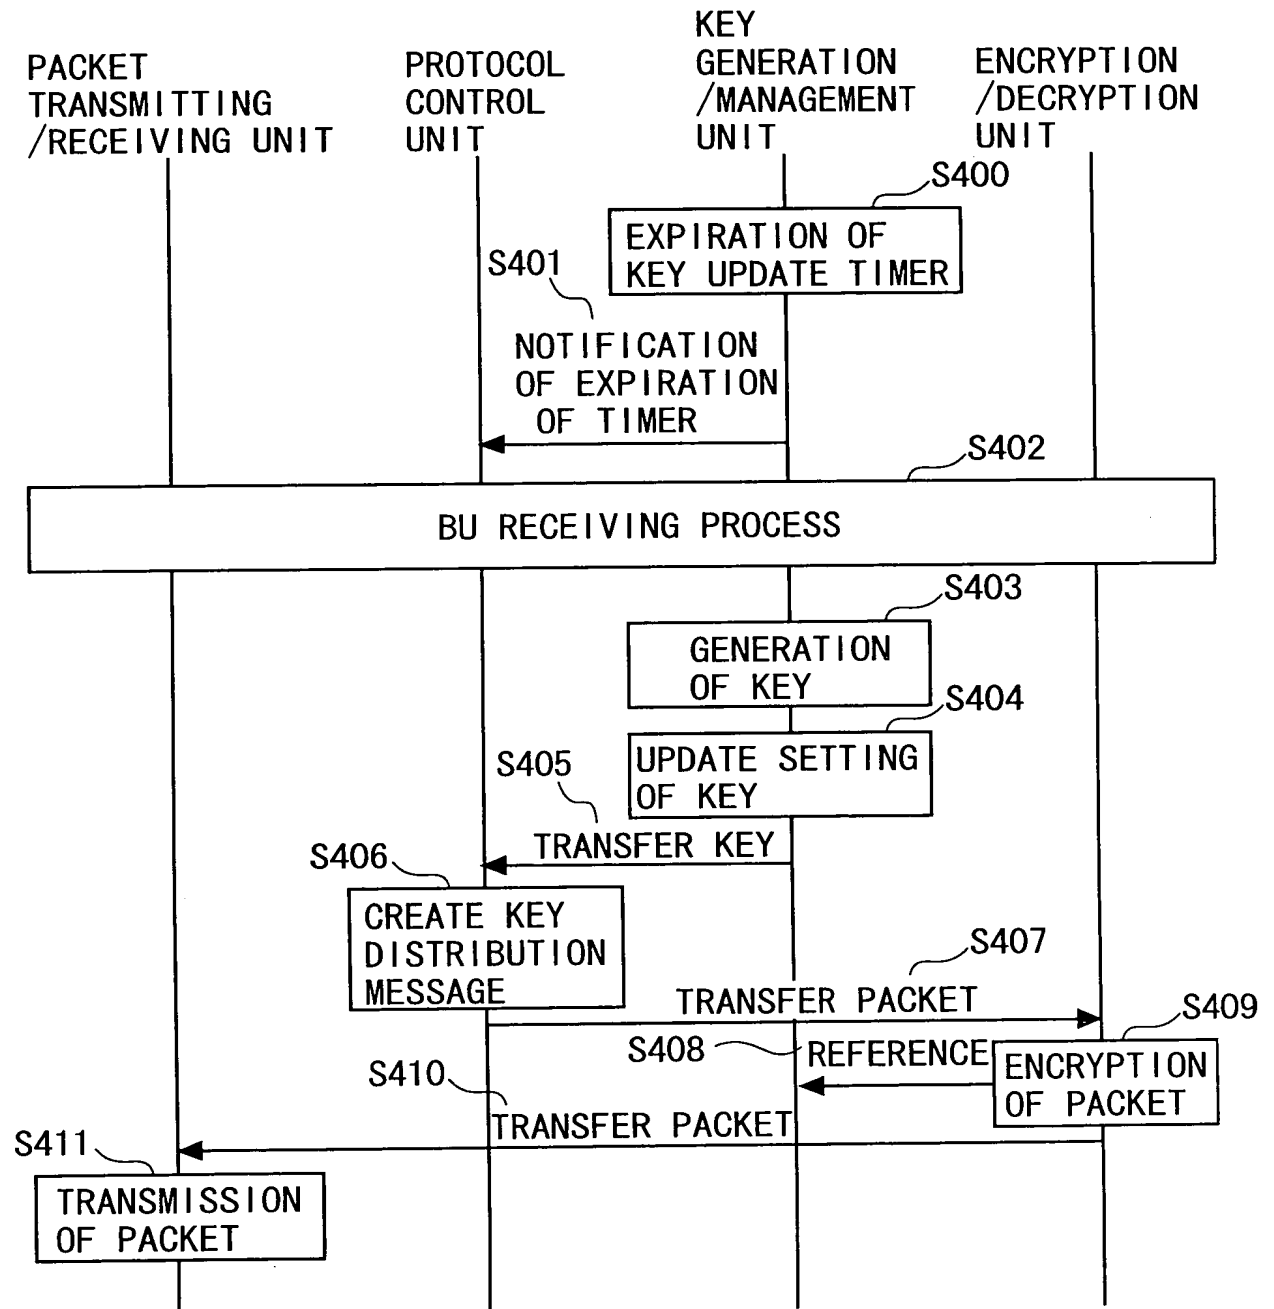 PACKET
TRANSMITTING
/RECEIVING UNIT
PROTOCOL
CONTROL
UNIT
KEY
GENERATION
/MANAGEMENT
UNIT
ENCRYPTION
/DECRYPTION
UNIT
S400
EXPIRATION OF
KEY UPDATE TIMER
S401
NOTIFICATION
OF EXPIRATION
OF TIMER
S402
BU RECEIVING PROCESS
S403
GENERATION
OF KEY
S404
UPDATE SETTING
OF KEY
S405
TRANSFER KEY
S406
CREATE KEY
DISTRIBUTION
MESSAGE
S407
TRANSFER PACKET
S408
REFERENCE
S409
ENCRYPTION
OF PACKET
S410
TRANSFER PACKET
S411
TRANSMISSION
OF PACKET